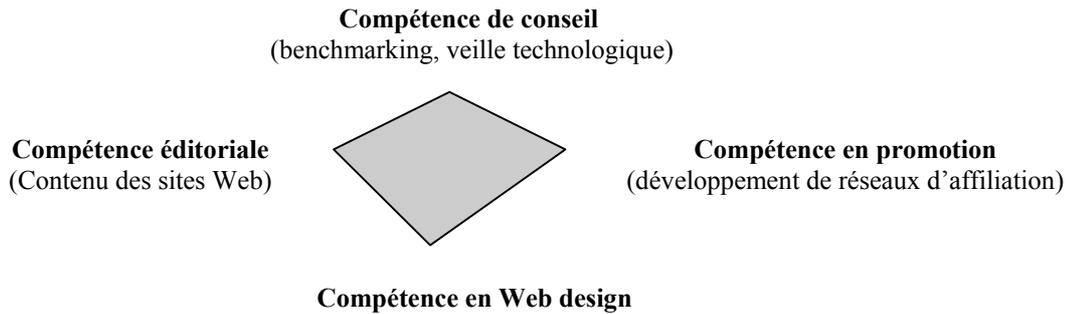 Compétence de conseil
(benchmarking, veille technologique)
Compétence éditoriale
(Contenu des sites Web)
Compétence en promotion
(développement de réseaux d’affiliation)
Compétence en Web design